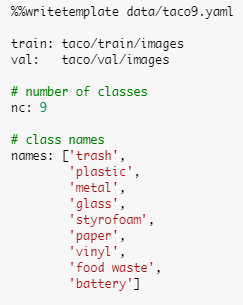 %%writetemplate data/taco9.yaml
train: taco/train/images
val:   taco/val/images
# number of classes
nc: 9
# class names
names: ['trash',
        'plastic',
        'metal',
        'glass',
        'styrofoam',
        'paper',
        'vinyl',
        'food waste',
        'battery']